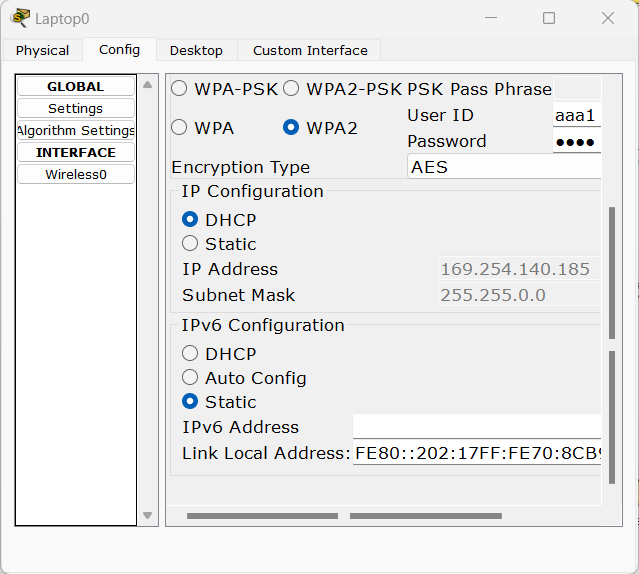 Laptop0
Physical Config Desktop Custom Interface
GLOBAL
Settings
Algorithm Settings
INTERFACE
Wireless0
WPA-PSK WPA2-PSK PSK Pass Phrase
User ID aaa1
WPA WPA2
Password ●●●●
Encryption Type AES
IP Configuration
DHCP
Static
IP Address 169.254.140.185
Subnet Mask 255.255.0.0
IPv6 Configuration
DHCP
Auto Config
Static
IPv6 Address
Link Local Address: FE80::202:17FF:FE70:8CB9